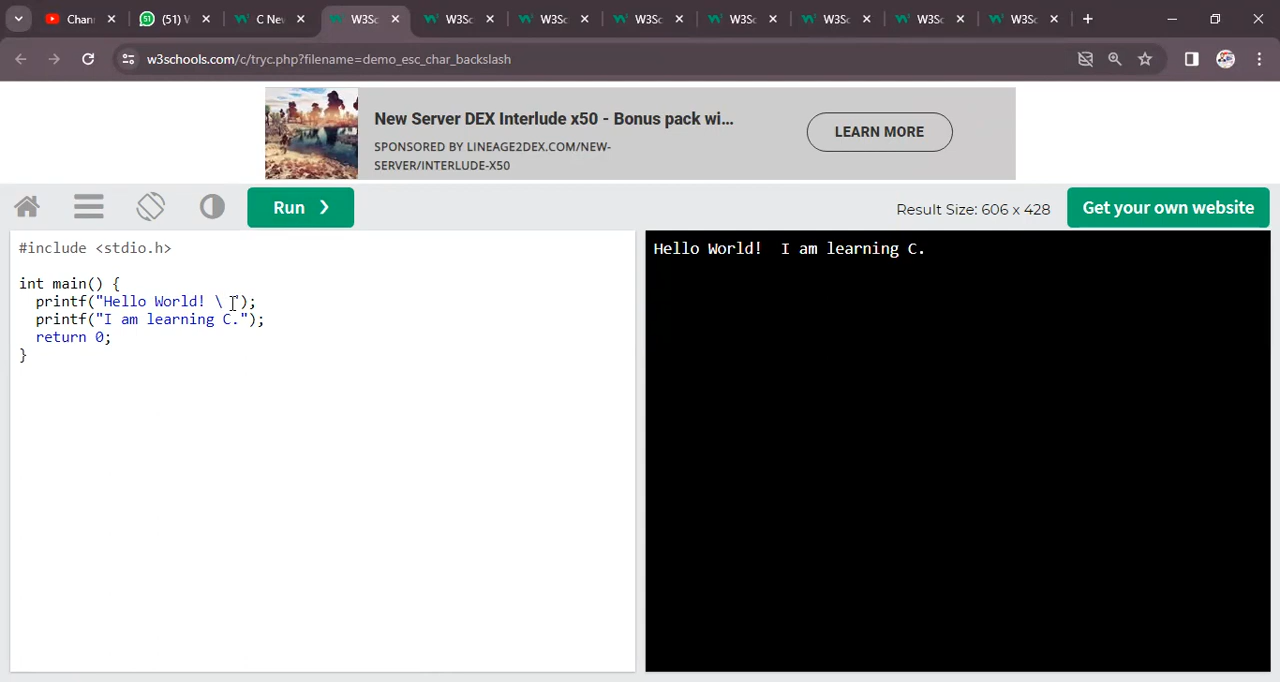 Chann
(51) V
C New
W3Sc
W3Sc
W3Sc
W3Sc
W3Sc
W3Sc
W3Sc
W3Sc
w3schools.com/c/tryc.php?filename=demo_esc_char_backslash
New Server DEX Interlude x50 - Bonus pack wi...
SPONSORED BY LINEAGE2DEX.COM/NEW-
SERVER/INTERLUDE-X50
LEARN MORE
Run ❯
Result Size: 606 x 428
Get your own website
#include <stdio.h>
int main() {
printf("Hello World! \ ");
printf("I am learning C.");
return 0;
}
Hello World!  I am learning C.